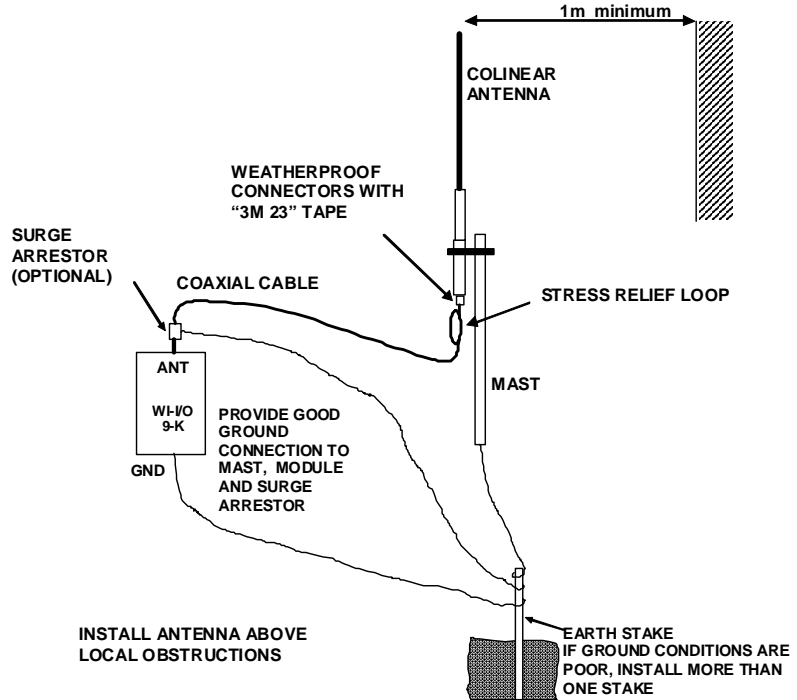 1m  minimum
COLINEAR
ANTENNA
WEATHERPROOF
CONNECTORS WITH
“3M 23” TAPE
SURGE
ARRESTOR
(OPTIONAL)
COAXIAL CABLE
STRESS RELIEF LOOP
ANT
WI-I/O
9-K
GND
MAST
PROVIDE GOOD
GROUND
CONNECTION TO
MAST,  MODULE
AND SURGE
ARRESTOR
INSTALL ANTENNA ABOVE
LOCAL OBSTRUCTIONS
EARTH STAKE
IF GROUND CONDITIONS ARE
POOR, INSTALL MORE THAN
ONE STAKE